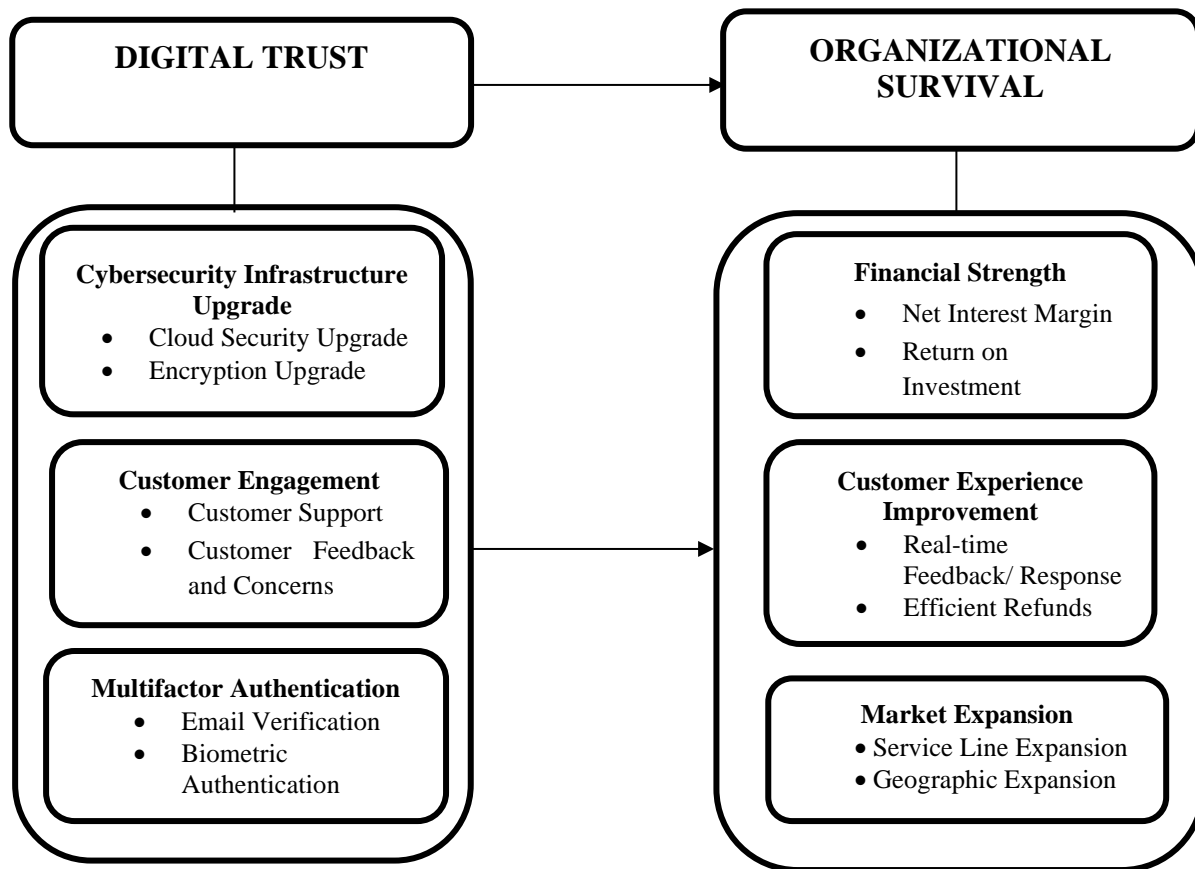 DIGITAL TRUST
ORGANIZATIONAL
SURVIVAL
Cybersecurity Infrastructure
Upgrade
• Cloud Security Upgrade
• Encryption Upgrade
Customer Engagement
• Customer Support
• Customer Feedback
and Concerns
Multifactor Authentication
• Email Verification
• Biometric
Authentication
Financial Strength
• Net Interest Margin
• Return on
Investment
Customer Experience
Improvement
• Real-time
Feedback/ Response
• Efficient Refunds
Market Expansion
• Service Line Expansion
• Geographic Expansion